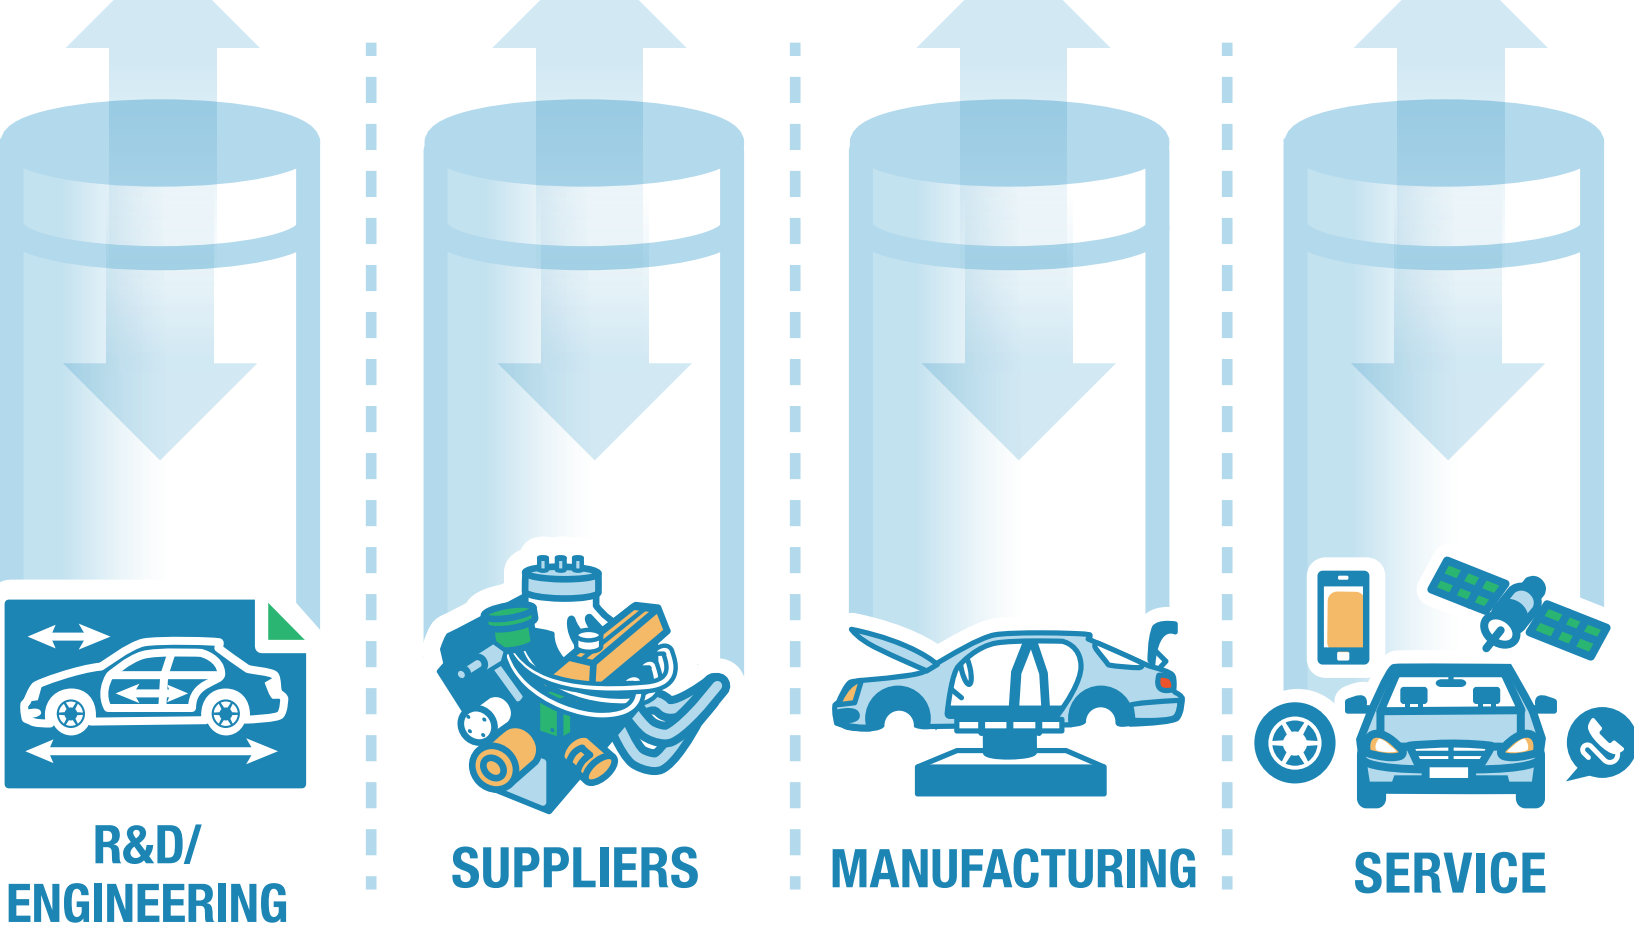 R&D/
ENGINEERING
SUPPLIERS
MANUFACTURING
SERVICE